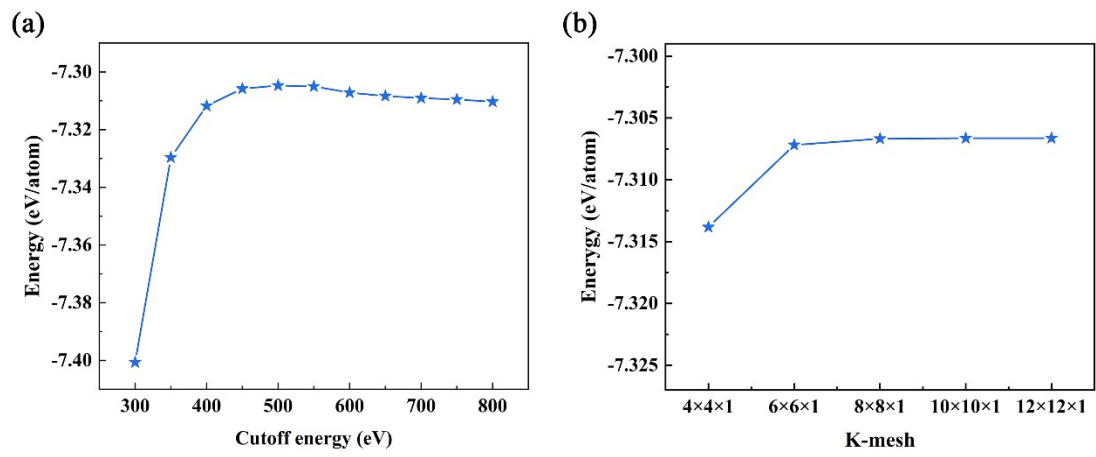 (a)
-7.30
-7.32
-7.34
-7.36
-7.38
-7.40
Energy (eV/atom)
300 400 500 600 700 800
Cutoff energy (eV)
(b)
-7.300
-7.305
-7.310
-7.315
-7.320
-7.325
Enerygy (eV/atom)
4×4×1 6×6×1 8×8×1 10×10×1 12×12×1
K-mesh